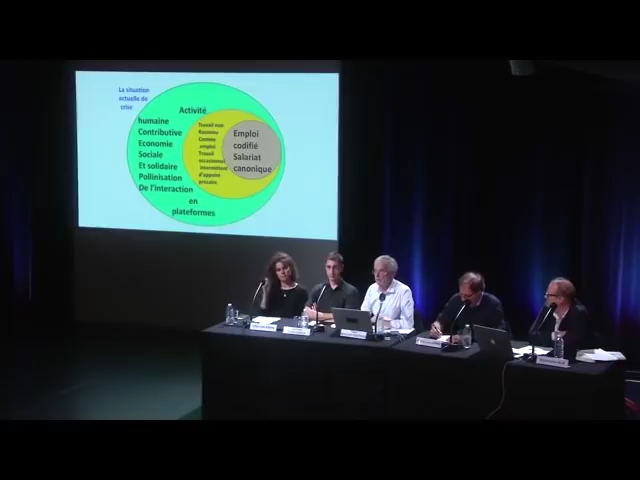 La situation
actuelle de
crise
Activité
humaine
Contributive
Economie
Sociale
Et solidaire
Pollinisation
De l'interaction
en
plateformes
Travail non
Reconnu
Comme
emploi
Travail
occasionnel
intermittent
d'appoint
précaire
Emploi
codifié
Salariat
canonique